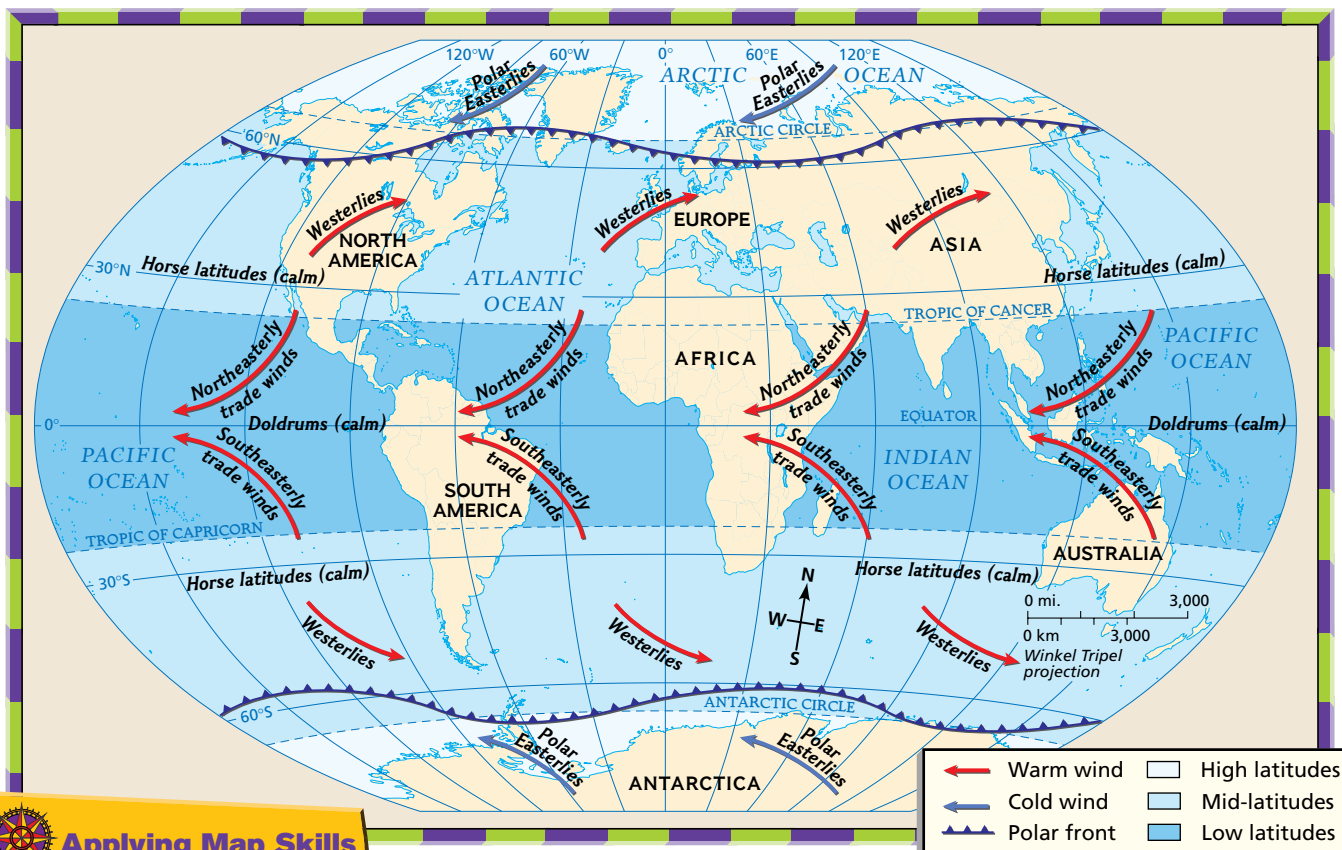 120°W
60°W
0°
60°E
120°E
Polar
Easterlies
ARCTIC
Polar
Easterlies
OCEAN
60°N
ARCTIC CIRCLE
Westerlies
NORTH
AMERICA
Westerlies
EUROPE
Westerlies
ASIA
30°N
Horse latitudes (calm)
ATLANTIC
OCEAN
Horse latitudes (calm)
TROPIC OF CANCER
Northeasterly
trade winds
Northeasterly
trade winds
AFRICA
Northeasterly
trade winds
Northeasterly
trade winds
PACIFIC
OCEAN
0°
Doldrums (calm)
EQUATOR
Doldrums (calm)
PACIFIC
OCEAN
Southeasterly
trade winds
Southeasterly
trade winds
SOUTH
AMERICA
Southeasterly
trade winds
INDIAN
OCEAN
Southeasterly
trade winds
TROPIC OF CAPRICORN
AUSTRALIA
30°S
Horse latitudes (calm)
Horse latitudes (calm)
N
W
E
S
0 mi.
3,000
0 km
3,000
Winkel Tripel
projection
Westerlies
Westerlies
Westerlies
60°S
ANTARCTIC CIRCLE
Polar
Easterlies
Polar
Easterlies
ANTARCTICA
Warm wind
High latitudes
Cold wind
Mid-latitudes
Polar front
Low latitudes
Applying Map Skills